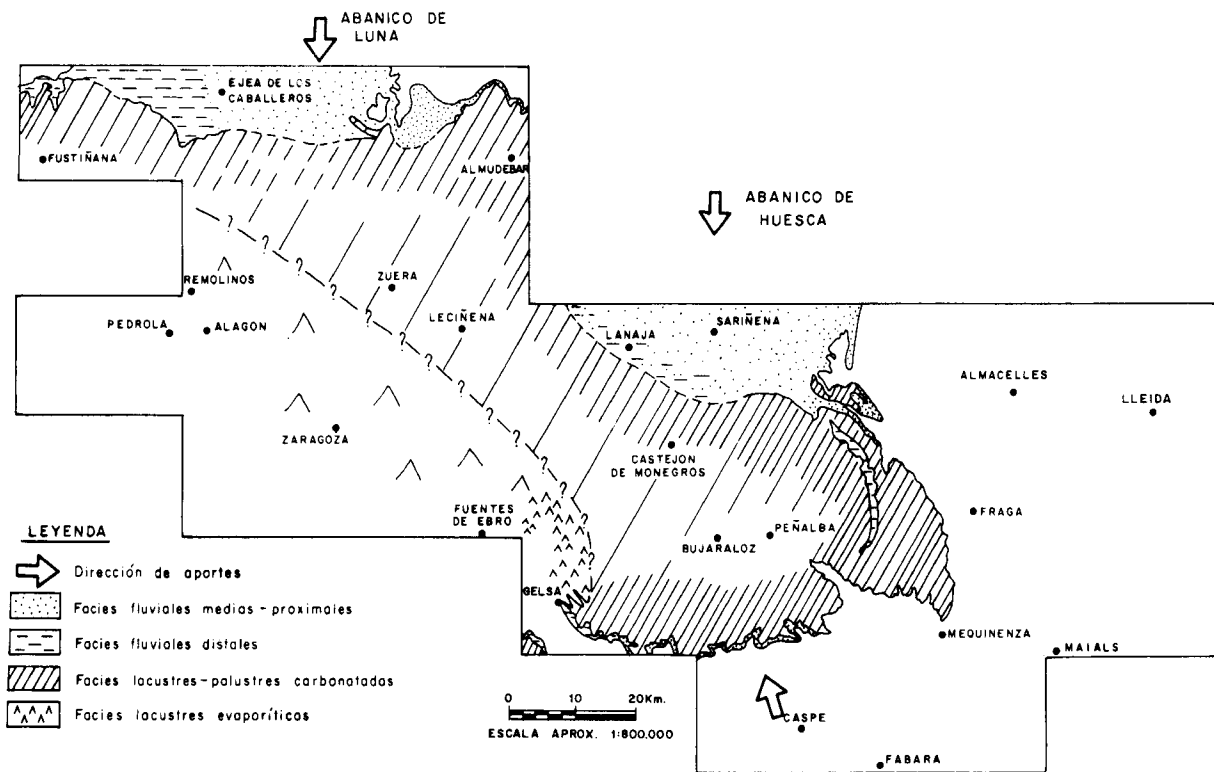 ABANICO DE
LUNA
EJEA DE LOS
CABALLEROS
FUSTIÑANA
ALMUDEBAR
ABANICO DE
HUESCA
?
?
?
?
?
?
?
?
?
?
?
?
?
?
REMOLINOS
ZUERA
PEDROLA
ALAGON
LECIÑENA
LANAJA
SARIÑENA
ALMACELLES
LLEIDA
ZARAGOZA
CASTEJON
DE MONEGROS
FUENTES
DE EBRO
FRAGA
BUJARALOZ
PEÑALBA
GELSA
MEQUINENZA
MAIALS
CASPE
FABARA
LEYENDA
Dirección de aportes
Facies fluviales medias-proximales
Facies fluviales distales
Facies lacustres-palustres carbonatadas
Facies lacustres evaporíticos
0 10 20Km.
ESCALA APROX. 1:800.000